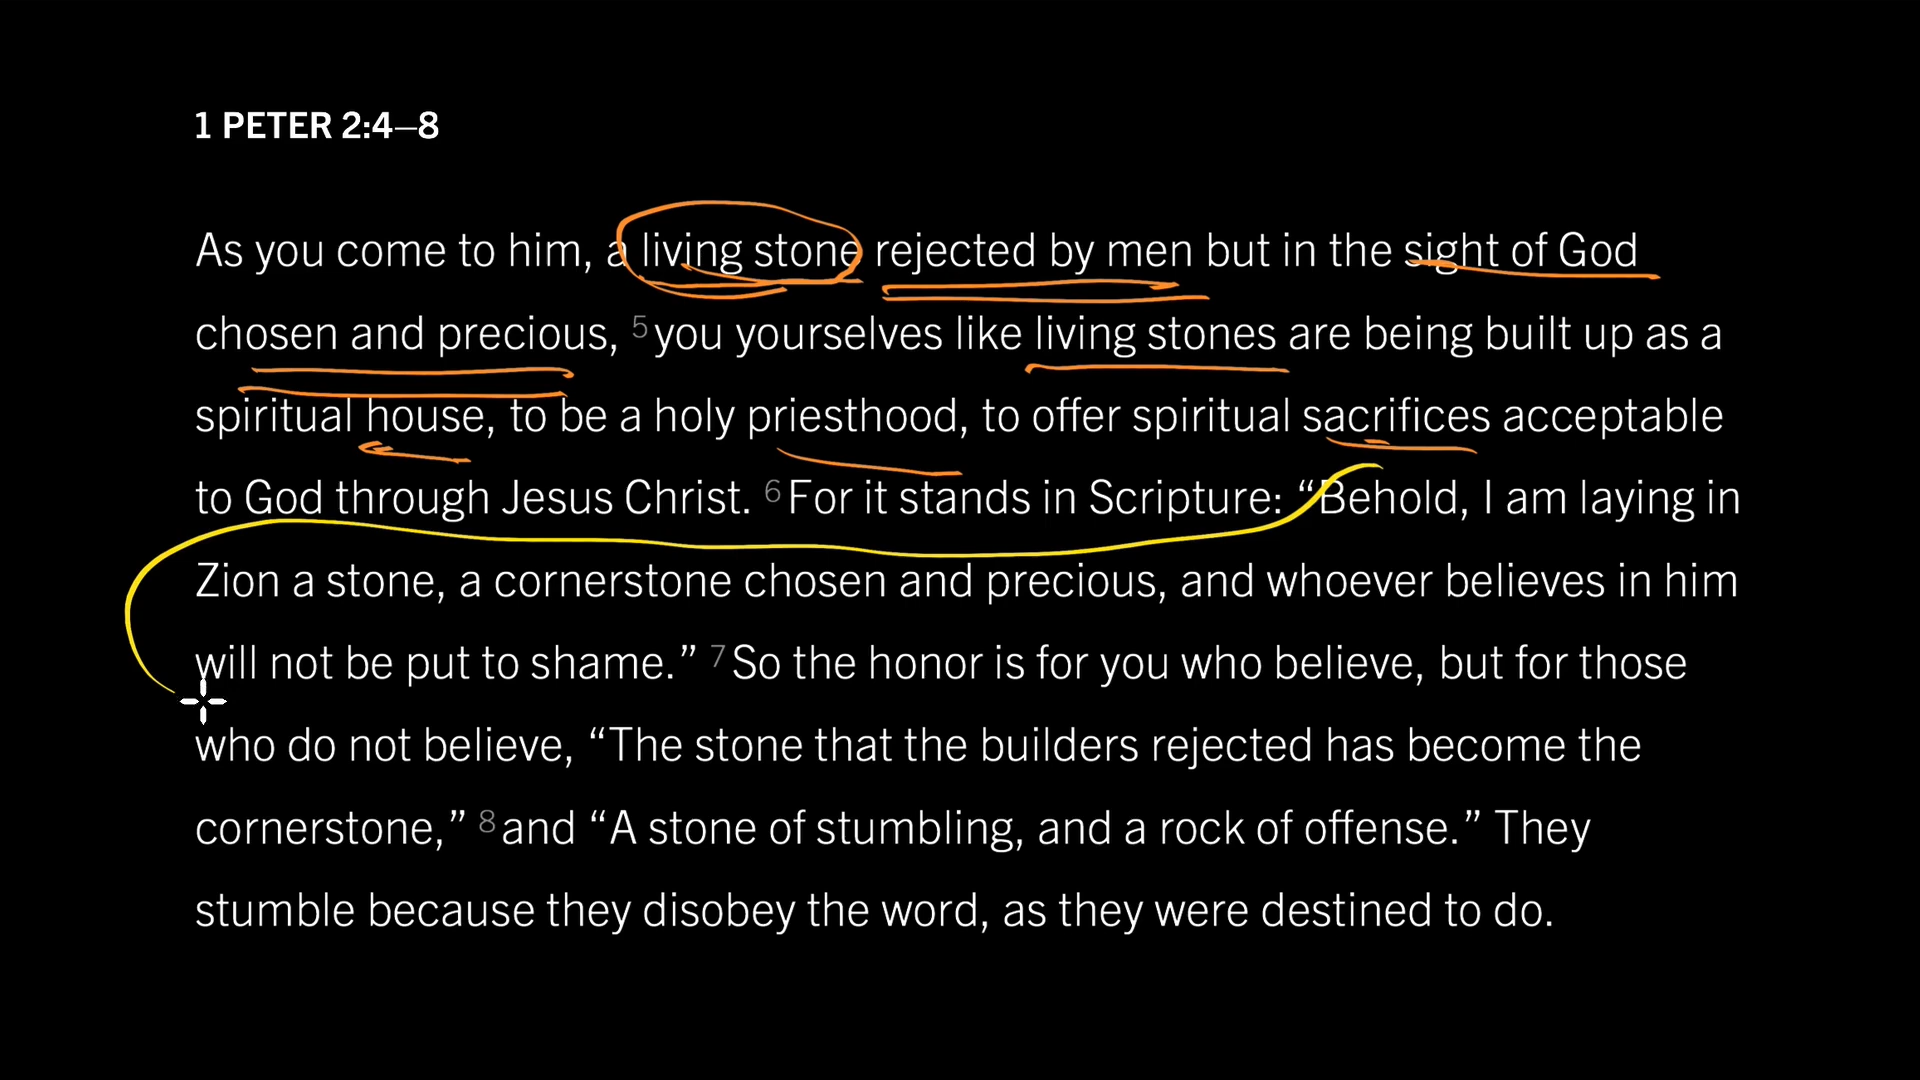 1 PETER 2:4–8
As you come to him, a living stone rejected by men but in the sight of God
chosen and precious, 5 you yourselves like living stones are being built up as a
spiritual house, to be a holy priesthood, to offer spiritual sacrifices acceptable
to God through Jesus Christ. 6 For it stands in Scripture: “Behold, I am laying in
Zion a stone, a cornerstone chosen and precious, and whoever believes in him
will not be put to shame.” 7 So the honor is for you who believe, but for those
who do not believe, “The stone that the builders rejected has become the
cornerstone,” 8 and “A stone of stumbling, and a rock of offense.” They
stumble because they disobey the word, as they were destined to do.